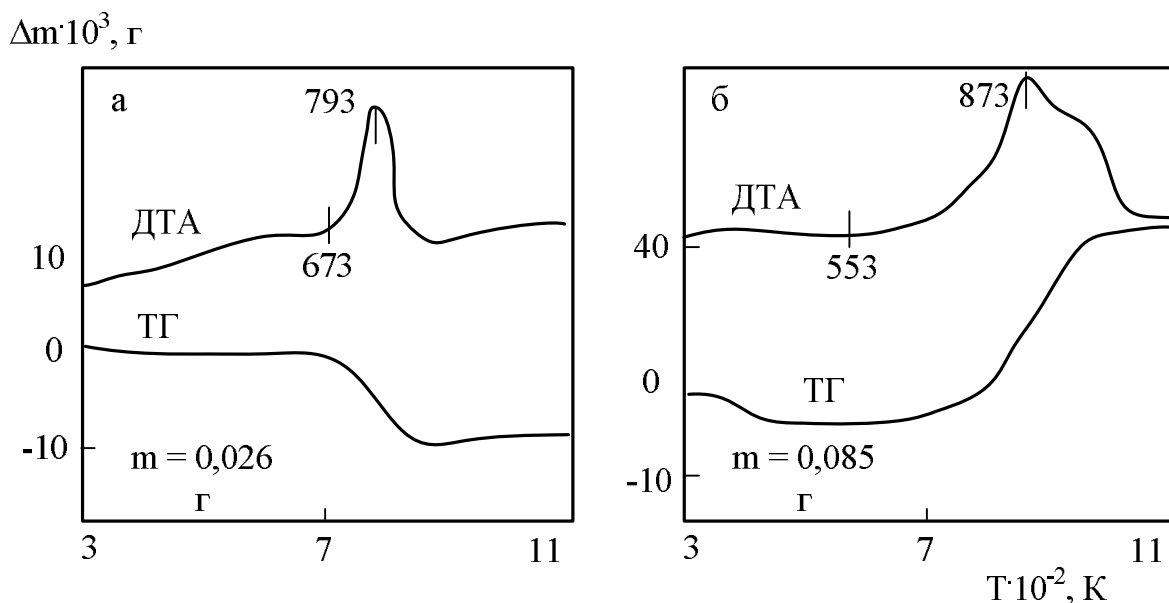 Δm·10³, г
а
793
ДТА
10
673
ТГ
0
-10
m = 0,026
г
3
7
11
б
873
ДТА
40
553
0
ТГ
-10
m = 0,085
г
3
7
11
T·10⁻², К